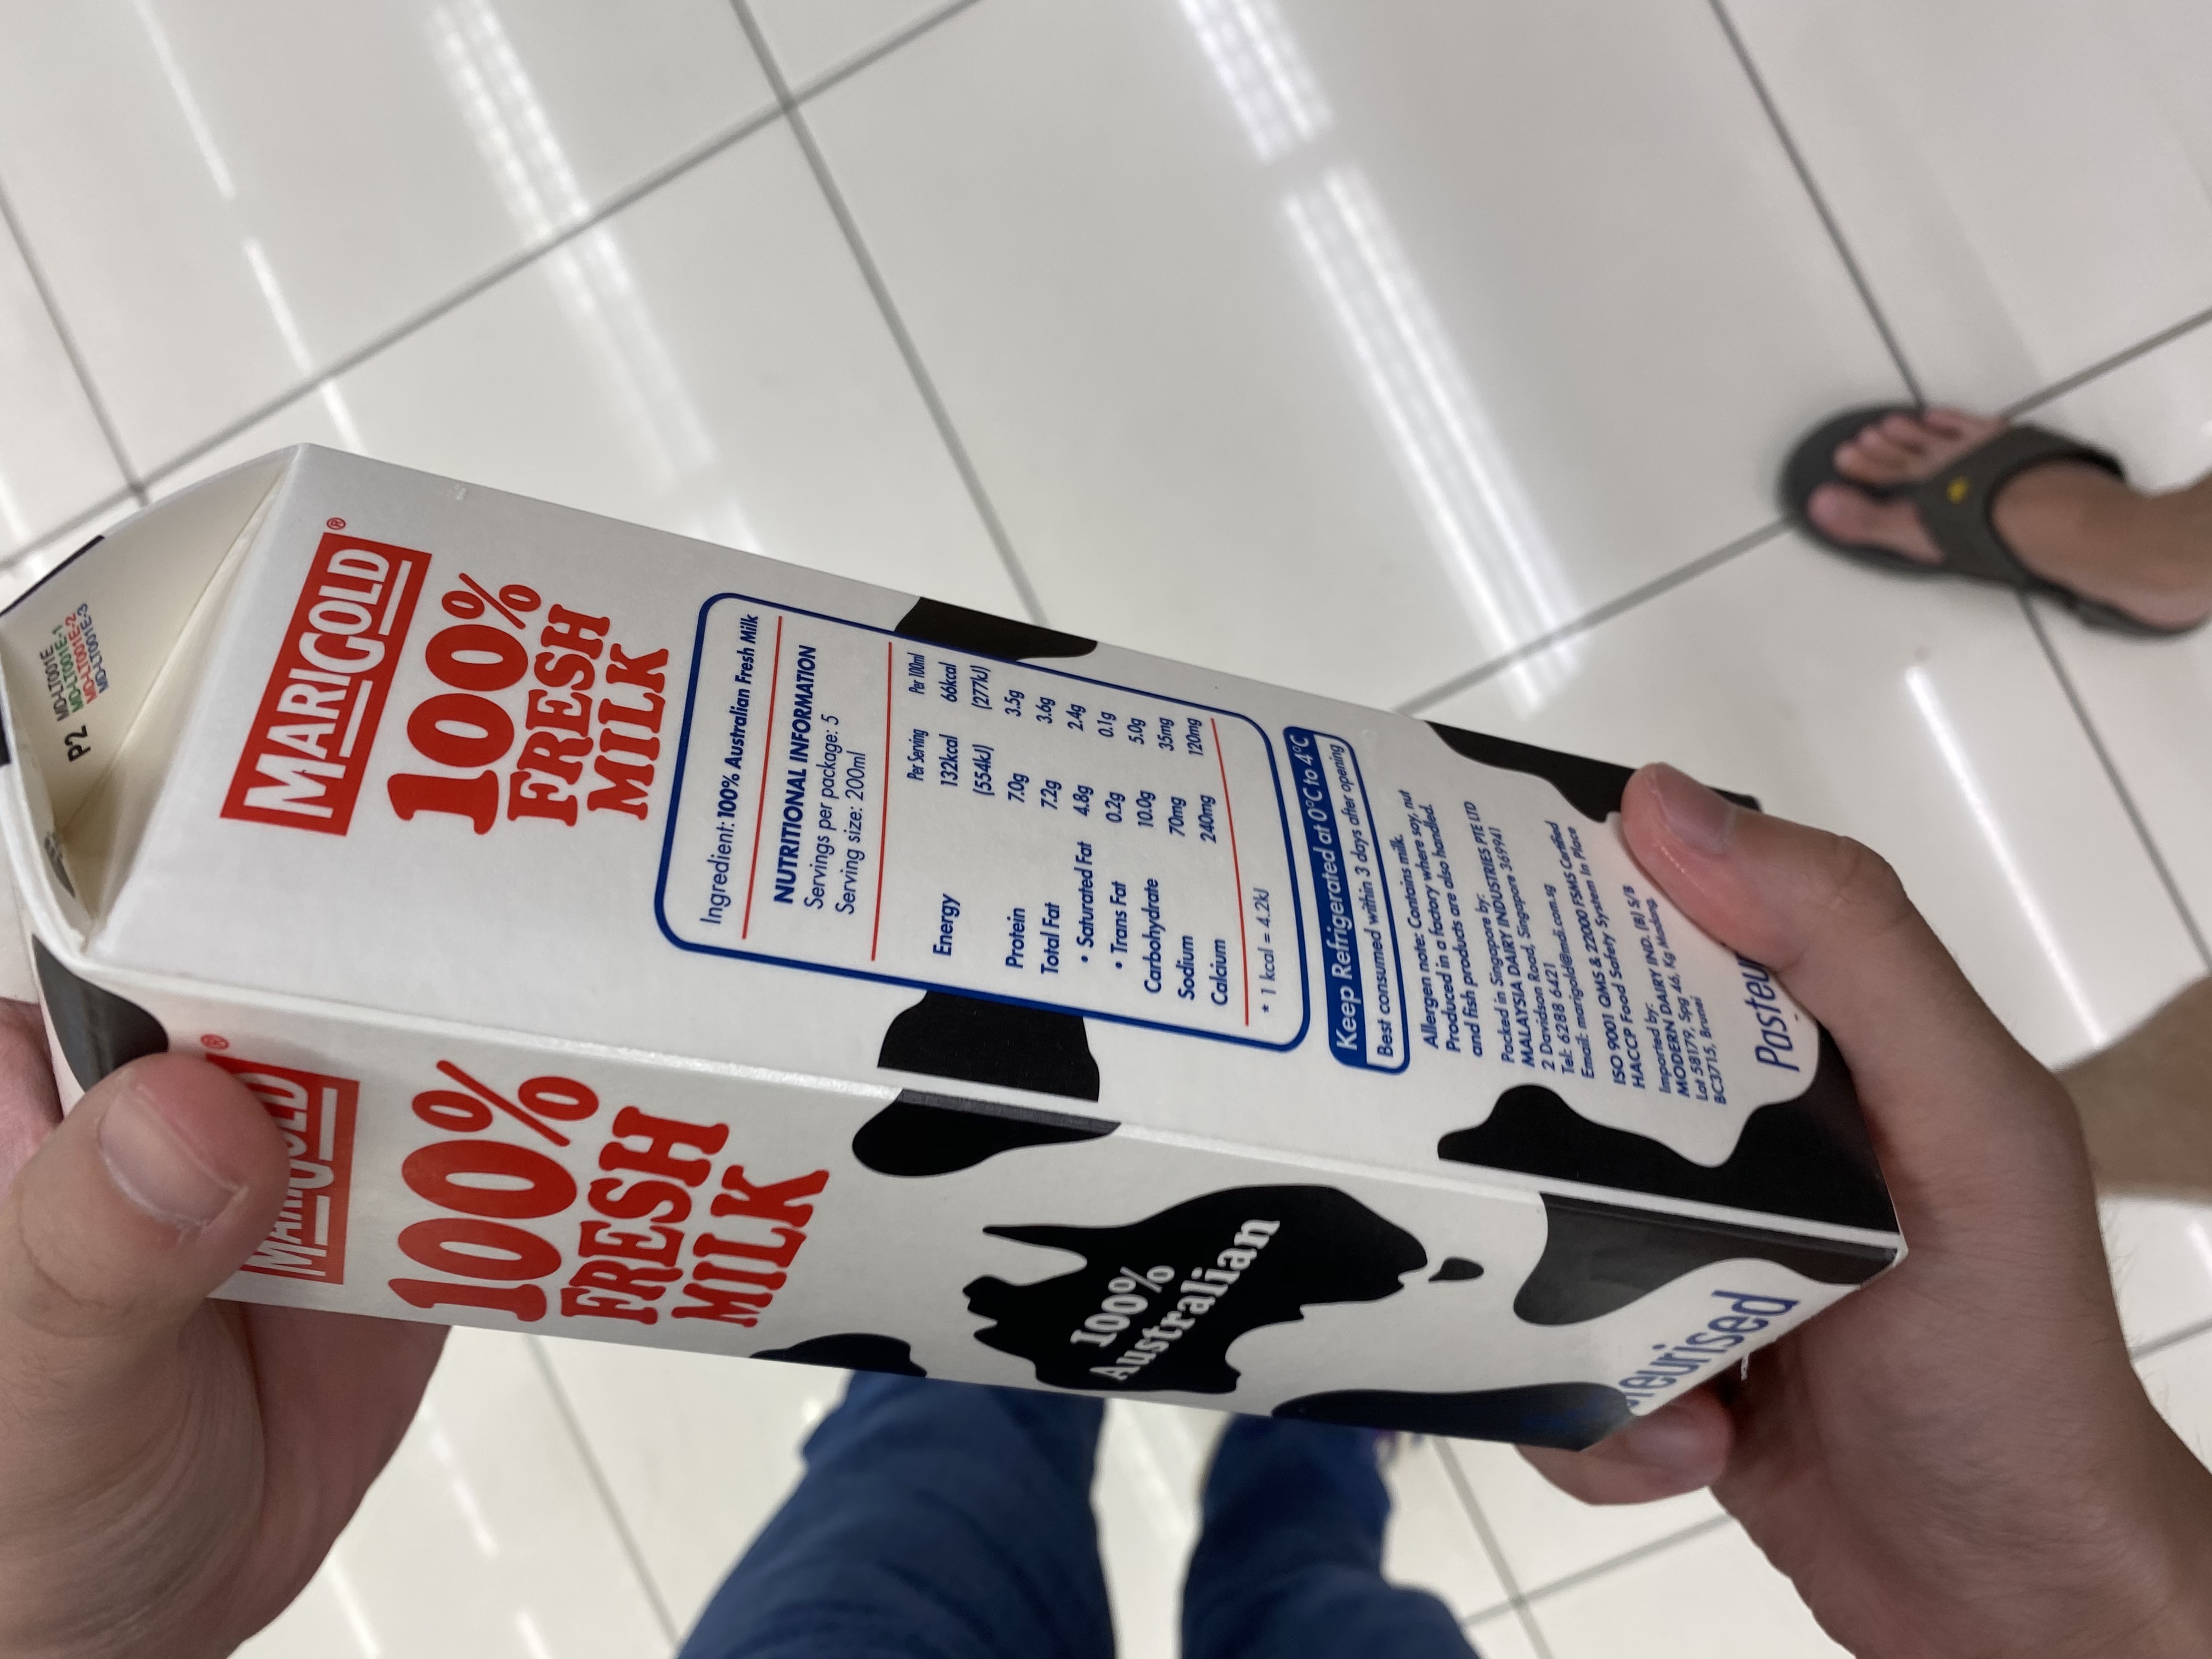 P2
MD-LT001E
MD-LT001E-1
MD-LT001E-2
MD-LT001E-3
MARIGOLD®
100%
FRESH
MILK
100%
Australian
MARIGOLD®
100%
FRESH
MILK
Ingredient: 100% Australian Fresh Milk
NUTRITIONAL INFORMATION
Servings per package: 5
Serving size: 200ml
Per Serving Per 100ml
Energy 132kcal 66kcal
(554kJ) (277kJ)
Protein 7.0g 3.5g
Total Fat 7.2g 3.6g
• Saturated Fat 4.8g 2.4g
• Trans Fat 0.2g 0.1g
Carbohydrate 10.0g 5.0g
Sodium 70mg 35mg
Calcium 240mg 120mg
* 1 kcal = 4.2kJ
Keep Refrigerated at 0°C to 4°C
Best consumed within 3 days after opening
Allergen note: Contains milk.
Produced in a factory where soy, nut
and fish products are also handled.
Packed in Singapore by:
MALAYSIA DAIRY INDUSTRIES PTE LTD
2 Davidson Road, Singapore 369941
Tel: 6288 6421
Email: marigold@mdi.com.sg
ISO 9001 QMS & 22000 FSMS Certified
HACCP Food Safety System In Place
Imported by:
MODERN DAIRY IND. (B) S/B
Lot 58179, Spg 46, Kg Madang,
BC3715, Brunei